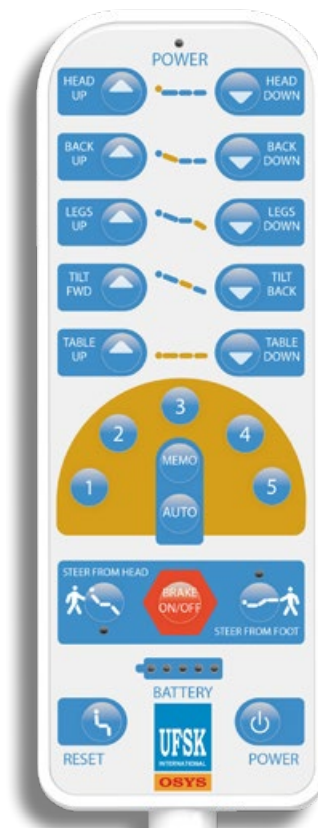 POWER
HEAD UP
HEAD DOWN
BACK UP
BACK DOWN
LEGS UP
LEGS DOWN
TILT FWD
TILT BACK
TABLE UP
TABLE DOWN
1
2
3
4
5
MEMO
AUTO
STEER FROM HEAD
BRAKE ON/OFF
STEER FROM FOOT
BATTERY
RESET
UFSK
INTERNATIONAL
OSYS
POWER